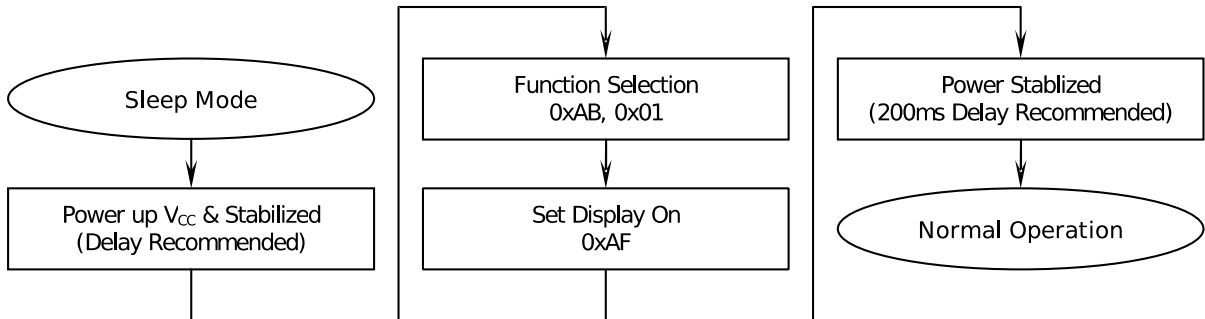 Sleep Mode
Power up VCC & Stabilized
(Delay Recommended)
Function Selection
0xAB, 0x01
Set Display On
0xAF
Power Stablized
(200ms Delay Recommended)
Normal Operation